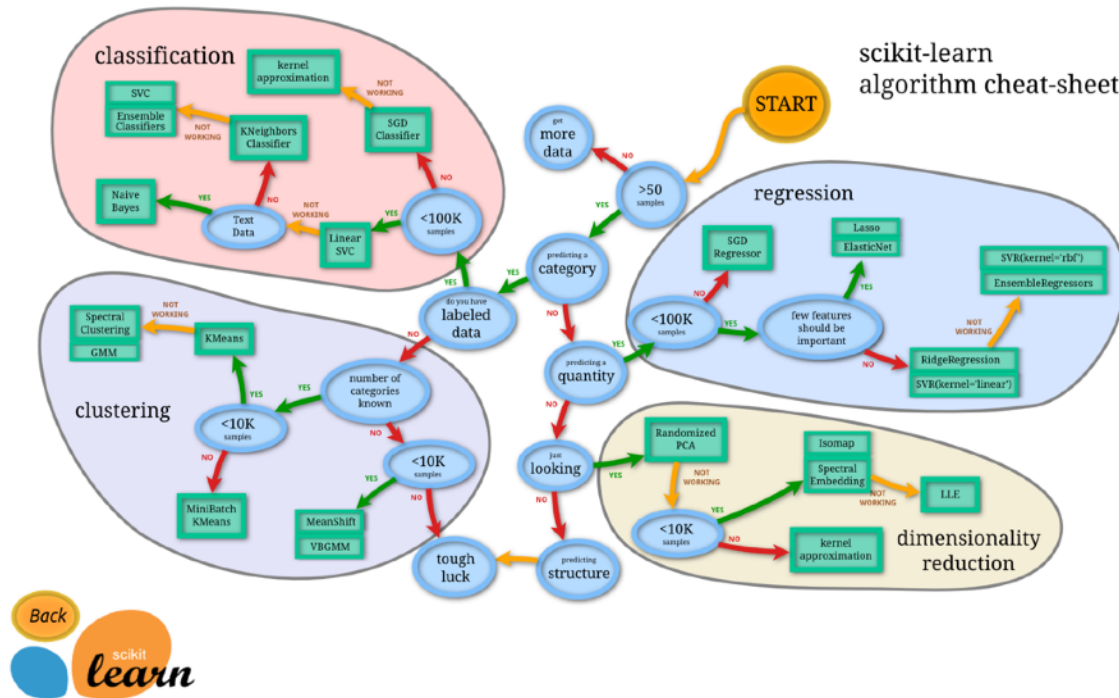 scikit-learn
algorithm cheat-sheet
START
classification
kernel
approximation
NOT
WORKING
SVC
Ensemble
Classifiers
NOT
WORKING
KNeighbors
Classifier
SGD
Classifier
NO
NO
Naive
Bayes
YES
Text
Data
NOT
WORKING
Linear
SVC
YES
<100K
samples
YES
get
more
data
NO
>50
samples
YES
predicting a
category
YES
NO
do you have
labeled
data
NO
predicting a
quantity
YES
NO
just
looking
YES
NO
predicting
structure
tough
luck
regression
SGD
Regressor
NO
<100K
samples
YES
Lasso
ElasticNet
YES
few features
should be
important
NO
SVR(kernel='rbf')
EnsembleRegressors
NOT
WORKING
RidgeRegression
SVR(kernel='linear')
clustering
Spectral
Clustering
GMM
NOT
WORKING
KMeans
YES
<10K
samples
YES
number of
categories
known
NO
NO
MiniBatch
KMeans
<10K
samples
YES
NO
MeanShift
VBGMM
dimensionality
reduction
Randomized
PCA
NOT
WORKING
<10K
samples
YES
NO
Isomap
Spectral
Embedding
NOT
WORKING
LLE
kernel
approximation
Back
scikit
learn